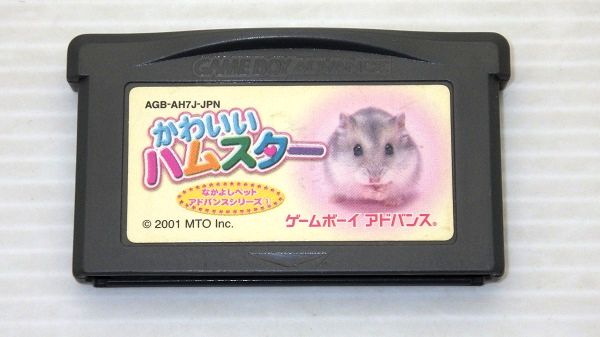 GAME BOY ADVANCE
AGB-AH7J-JPN
かわいい
ハムスター
なかよしペット
アドバンスシリーズ①
© 2001 MTO Inc.
ゲームボーイ アドバンス®